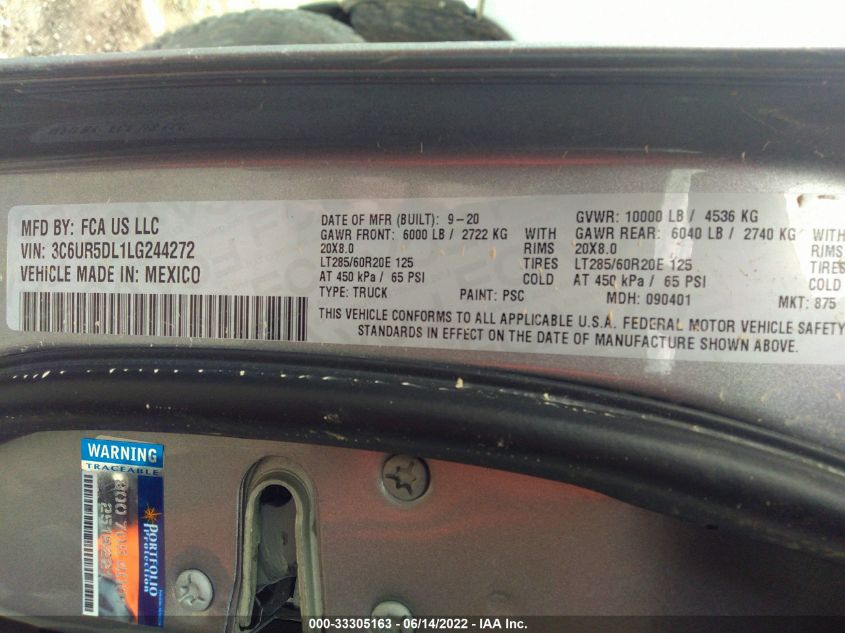 MFD BY: FCA US LLC
VIN: 3C6UR5DL1LG244272
VEHICLE MADE IN: MEXICO
DATE OF MFR (BUILT): 9-20
GAWR FRONT: 6000 LB / 2722 KG WITH
20X8.0 RIMS
LT285/60R20E 125 TIRES
AT 450 kPa / 65 PSI COLD
TYPE: TRUCK PAINT: PSC
GVWR: 10000 LB / 4536 KG
GAWR REAR: 6040 LB / 2740 KG WITH
20X8.0 RIMS
LT285/60R20E 125
AT 450 kPa / 65 PSI COLD
MDH: 090401 MKT: 875
THIS VEHICLE CONFORMS TO ALL APPLICABLE U.S.A. FEDERAL MOTOR VEHICLE SAFETY
STANDARDS IN EFFECT ON THE DATE OF MANUFACTURE SHOWN ABOVE.
WARNING
TRACEABLE
PORTFOLIO
Protection
000-33305163 - 06/14/2022 - IAA Inc.